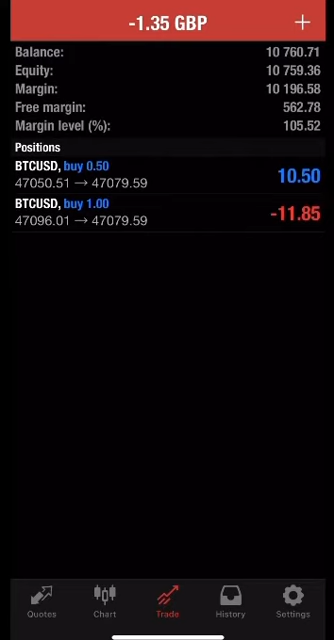 -1.35 GBP
Balance: 10 760.71
Equity: 10 759.36
Margin: 10 196.58
Free margin: 562.78
Margin level (%): 105.52
Positions
BTCUSD, buy 0.50
47050.51 → 47079.59 10.50
BTCUSD, buy 1.00
47096.01 → 47079.59 -11.85
Quotes Chart Trade History Settings